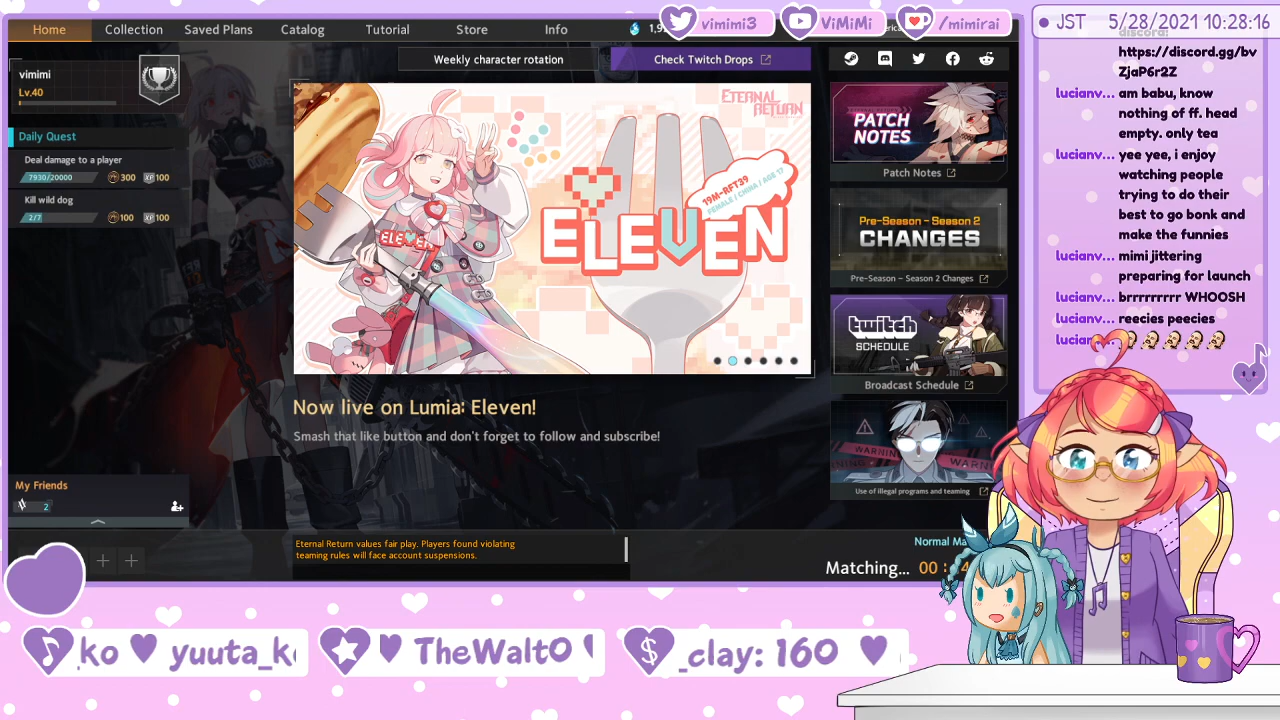 Home Collection Saved Plans Catalog Tutorial Store Info
vimimi3 ViMiMi /mimirai
JST 5/28/2021 10:28:16
vimimi
Lv.40
Daily Quest
Deal damage to a player
7930/20000 300 XP 100
Kill wild dog
2/7 100 XP 100
My Friends
2
Weekly character rotation
Check Twitch Drops
ETERNAL RETURN
ELEVEN
19M-RFT39
FEMALE / CHINA / AGE 17
ELEVEN
Now live on Lumia: Eleven!
Smash that like button and don't forget to follow and subscribe!
Eternal Return values fair play. Players found violating
teaming rules will face account suspensions.
PATCH
NOTES
Patch Notes
Pre-Season - Season 2
CHANGES
Pre-Season - Season 2 Changes
twitch
SCHEDULE
Broadcast Schedule
WARNING
Use of illegal programs and teaming
Matching... 00 :
discord:
https://discord.gg/bv
ZjaP6r2Z
lucianv... am babu, know
nothing of ff. head
empty. only tea
lucianv... yee yee, i enjoy
watching people
trying to do their
best to go bonk and
make the funnies
lucianv... mimi jittering
preparing for launch
lucianv... brrrrrrrrr WHOOSH
lucianv... reecies peecies
ko yuuta_k
TheWalt0
_clay: 160